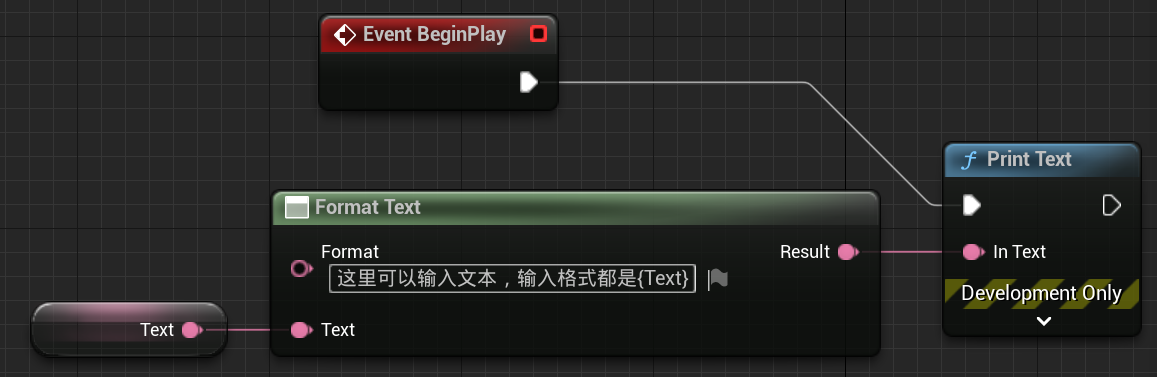 Event BeginPlay
Print Text
Format Text
Format
Result
In Text
这里可以输入文本，输入格式都是{Text}
Development Only
Text
Text